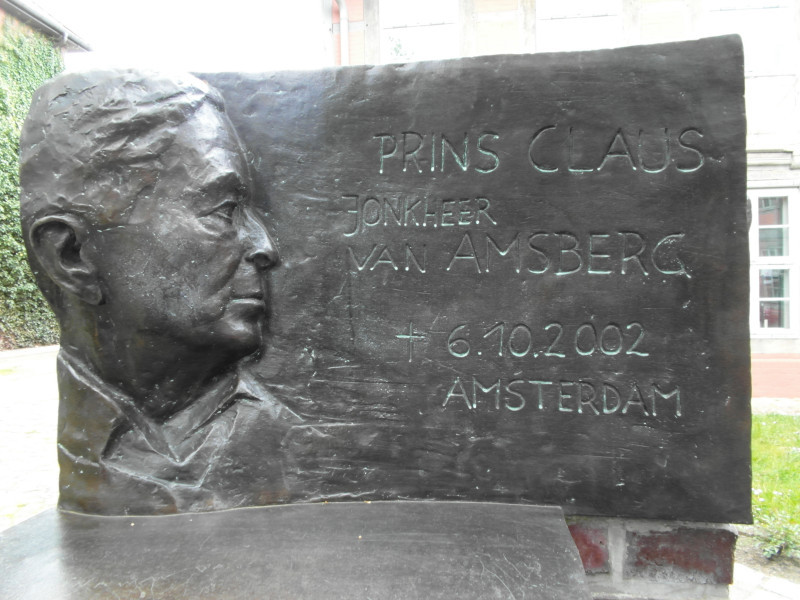 PRINS CLAUS
JONKHEER
VAN AMSBERG
+ 6.10.2002
AMSTERDAM